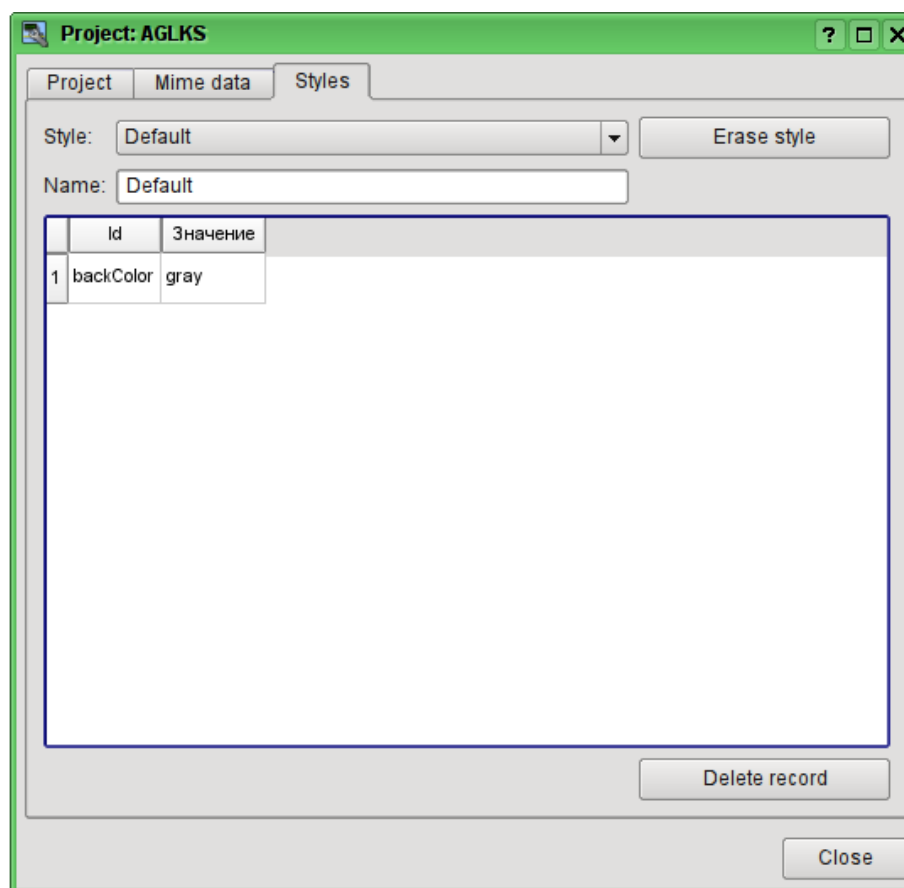 Project: AGLKS
Project Mime data Styles
Style: Default Erase style
Name: Default
Id Значение
1 backColor gray
Delete record
Close